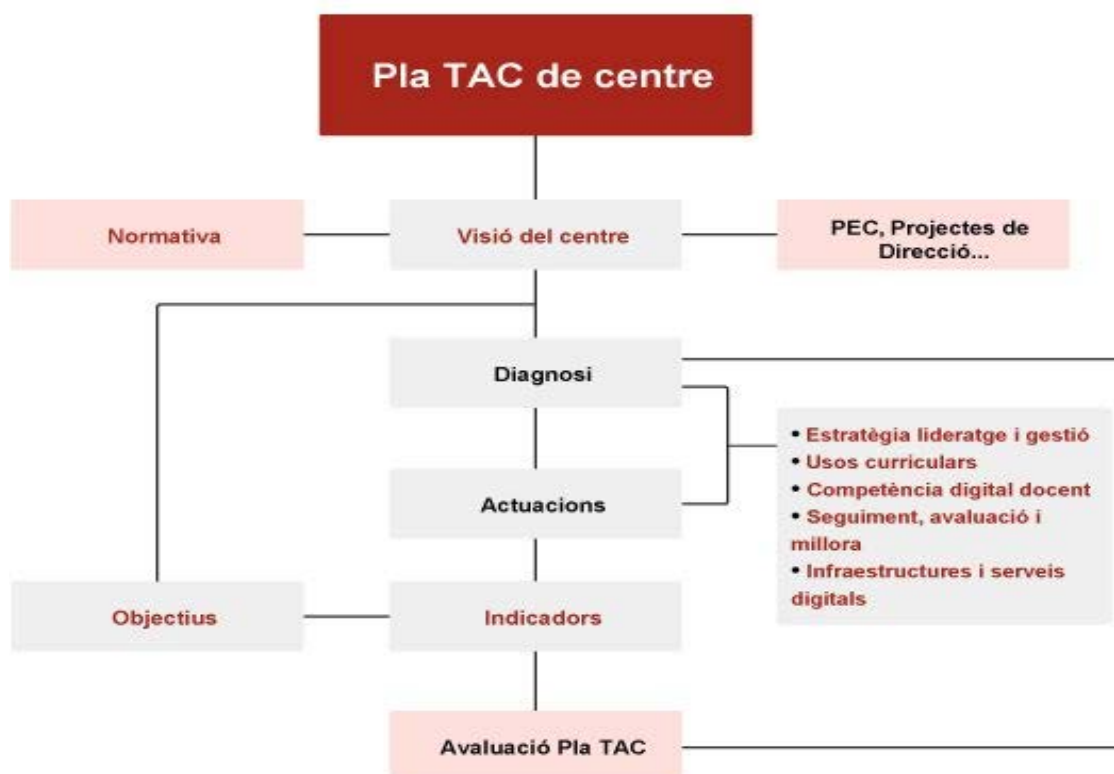 Pla TAC de centre
Normativa
Visió del centre
PEC, Projectes de
Direcció...
Diagnosi
• Estratègia lideratge i gestió
• Usos curriculars
• Competència digital docent
• Seguiment, avaluació i
millora
• Infraestructures i serveis
digitals
Actuacions
Objectius
Indicadors
Avaluació Pla TAC